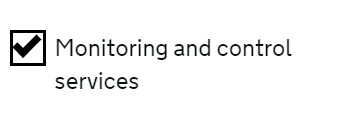 Monitoring and control
services